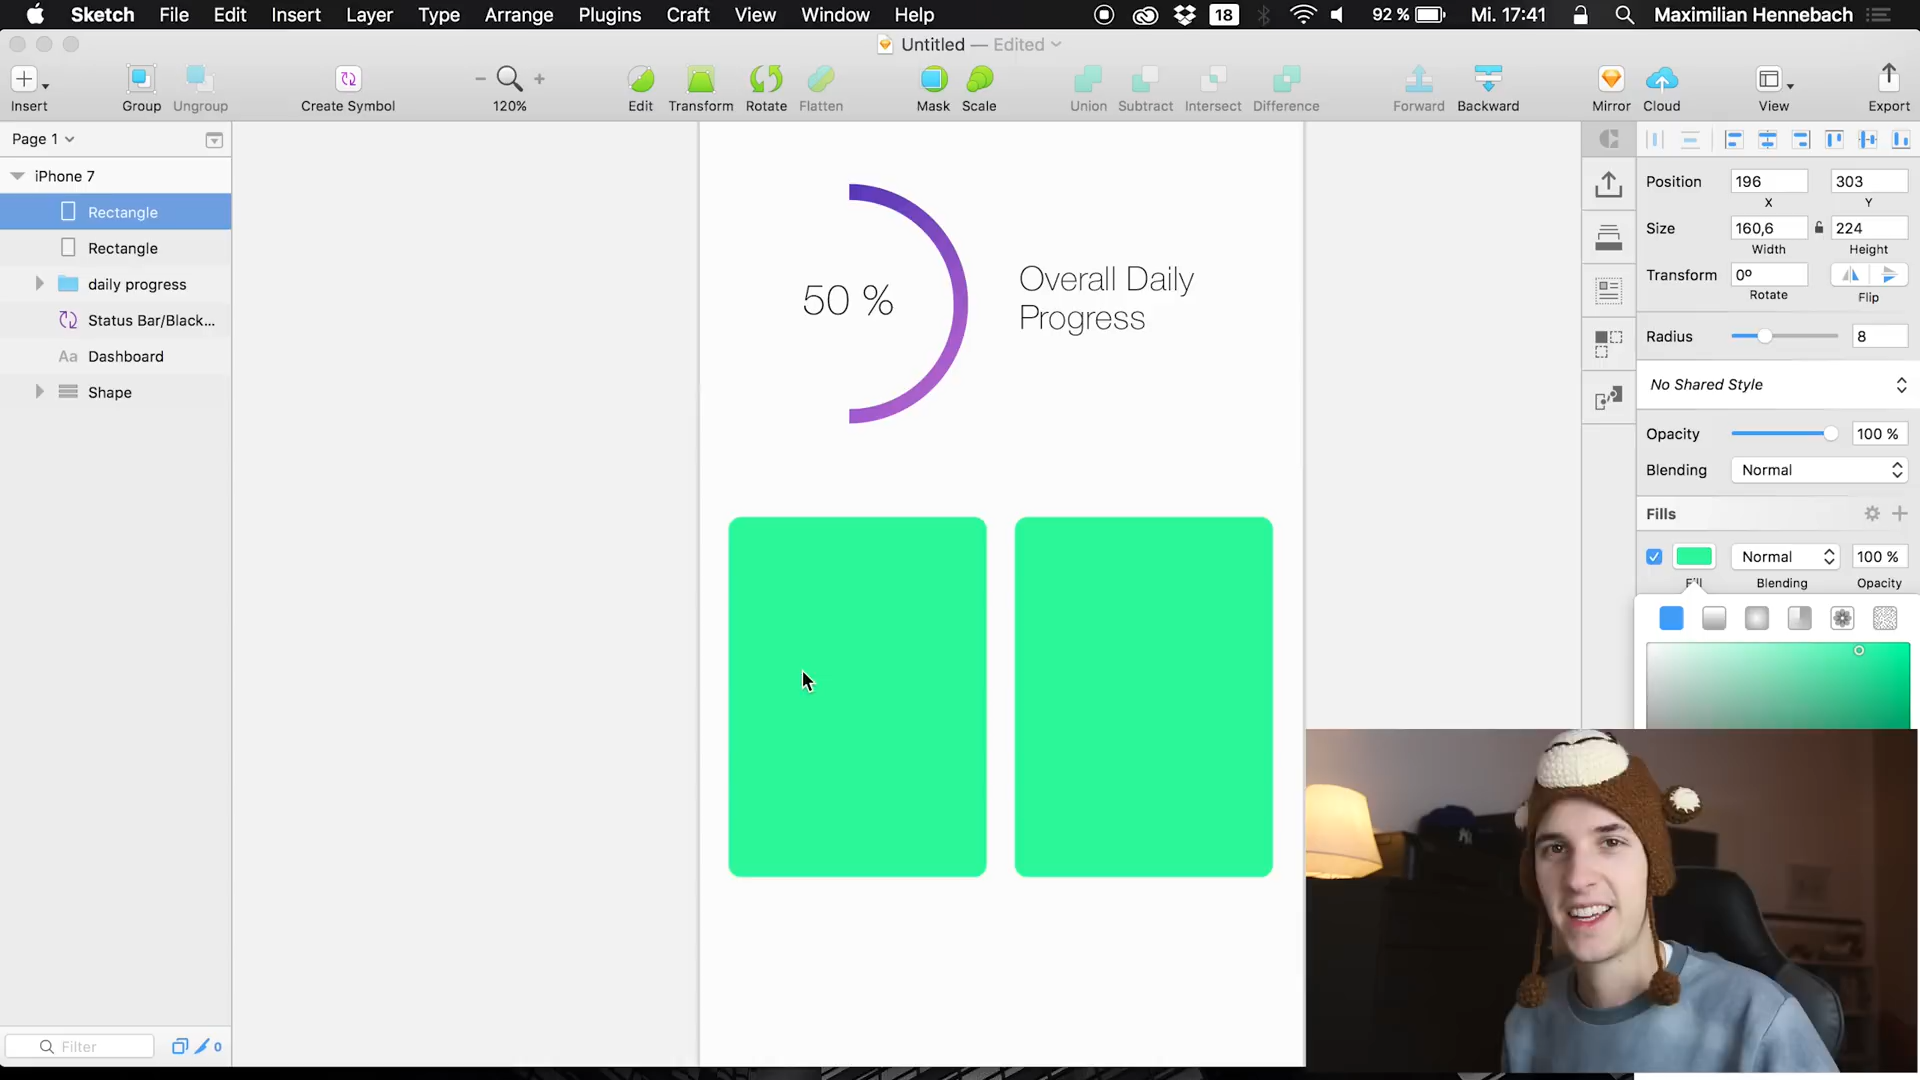 Sketch File Edit Insert Layer Type Arrange Plugins Craft View Window Help 18 92 % Mi. 17:41 Maximilian Hennebach
Untitled — Edited
Insert Group Ungroup Create Symbol 120% Edit Transform Rotate Flatten Mask Scale Union Subtract Intersect Difference Forward Backward Mirror Cloud View Export
Page 1
iPhone 7
Rectangle
Rectangle
daily progress
Status Bar/Black...
Aa Dashboard
Shape
Filter
0
50 %
Overall Daily
Progress
Position 196 303
X Y
Size 160,6 224
Width Height
Transform 0º
Rotate Flip
Radius 8
No Shared Style
Opacity 100 %
Blending Normal
Fills
Normal 100 %
Fill Blending Opacity